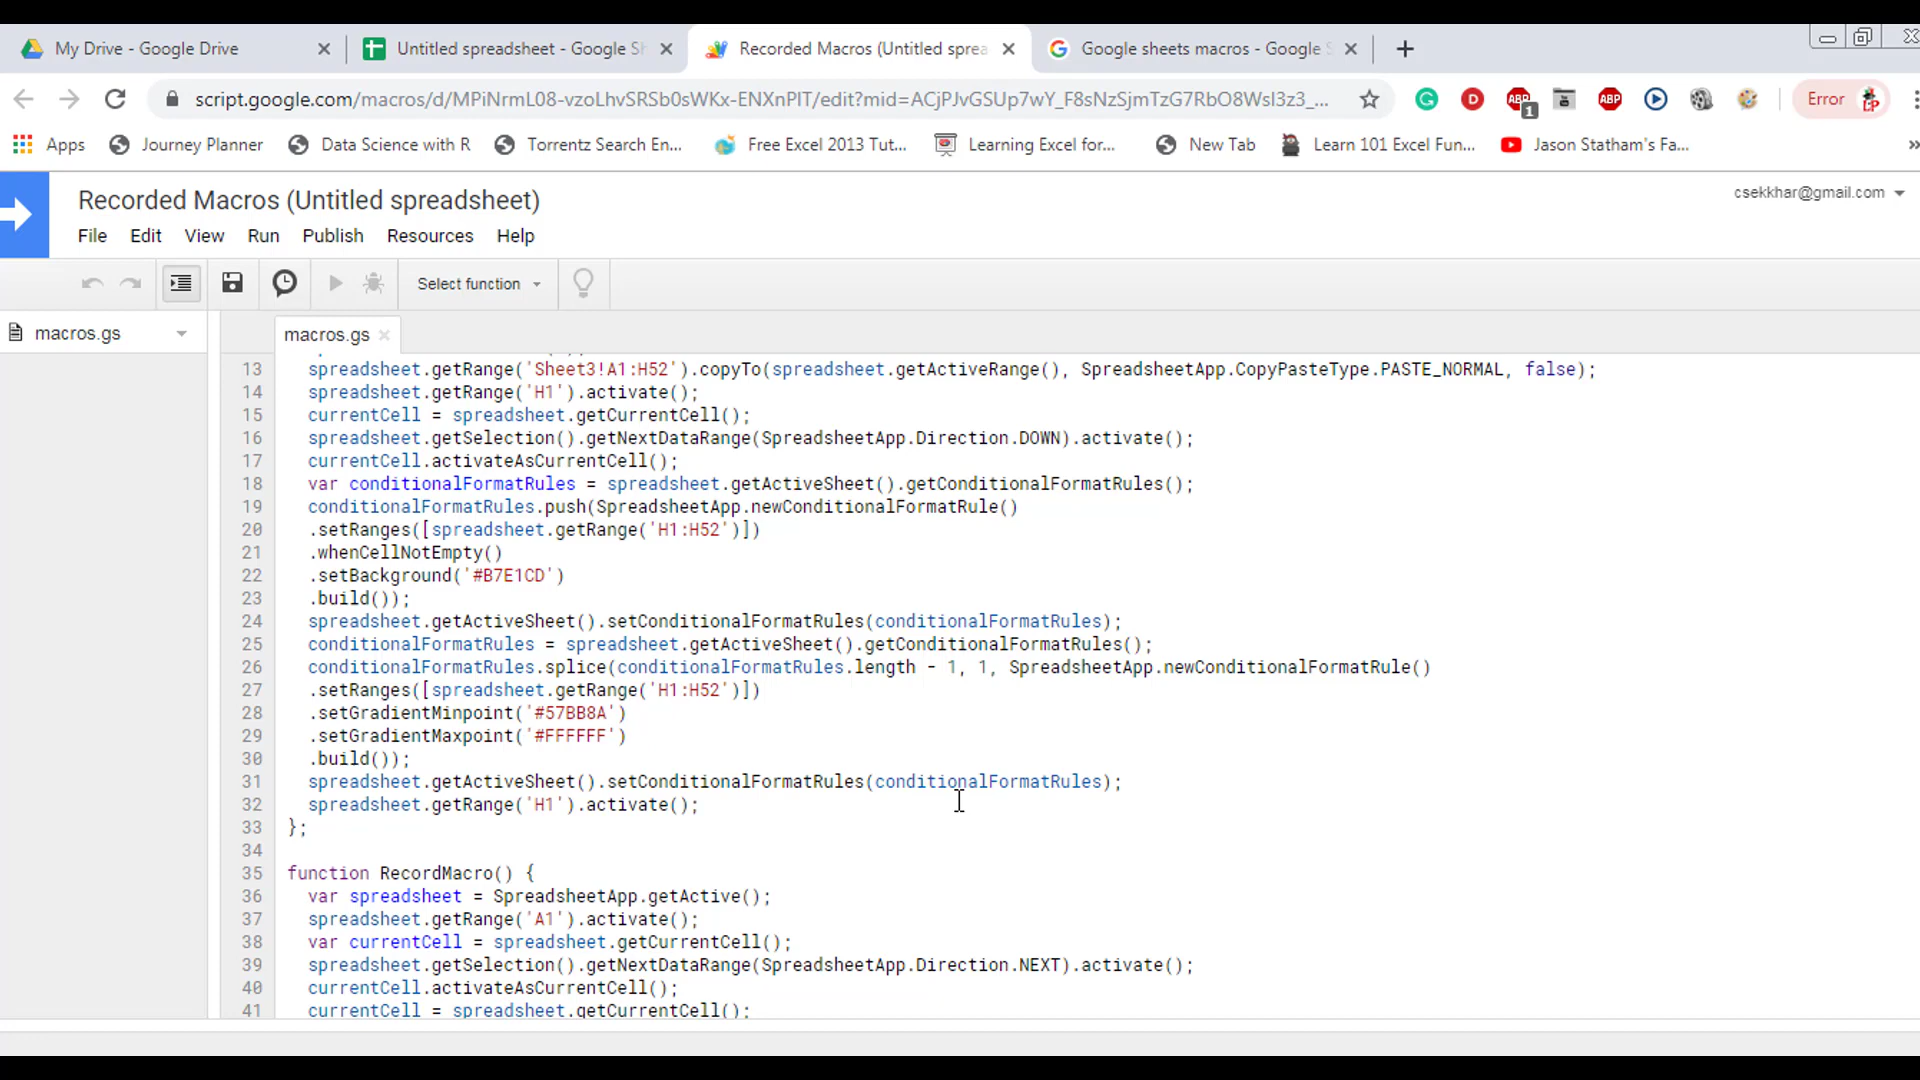 My Drive - Google Drive
Untitled spreadsheet - Google Sh
Recorded Macros (Untitled sprea
Google sheets macros - Google S
script.google.com/macros/d/MPiNrmL08-vzoLhvSRSb0sWKx-ENXnPlT/edit?mid=ACjPJvGSUp7wY_F8sNzSjmTzG7RbO8Wsl3z3_...
ABP
1
ABP
Error
Apps
Journey Planner
Data Science with R
Torrentz Search En...
Free Excel 2013 Tut...
Learning Excel for...
New Tab
Learn 101 Excel Fun...
Jason Statham's Fa...
Recorded Macros (Untitled spreadsheet)
csekkhar@gmail.com
File Edit View Run Publish Resources Help
Select function
macros.gs
macros.gs
13 spreadsheet.getRange('Sheet3!A1:H52').copyTo(spreadsheet.getActiveRange(), SpreadsheetApp.CopyPasteType.PASTE_NORMAL, false);
14 spreadsheet.getRange('H1').activate();
15 currentCell = spreadsheet.getCurrentCell();
16 spreadsheet.getSelection().getNextDataRange(SpreadsheetApp.Direction.DOWN).activate();
17 currentCell.activateAsCurrentCell();
18 var conditionalFormatRules = spreadsheet.getActiveSheet().getConditionalFormatRules();
19 conditionalFormatRules.push(SpreadsheetApp.newConditionalFormatRule()
20 .setRanges([spreadsheet.getRange('H1:H52')])
21 .whenCellNotEmpty()
22 .setBackground('#B7E1CD')
23 .build());
24 spreadsheet.getActiveSheet().setConditionalFormatRules(conditionalFormatRules);
25 conditionalFormatRules = spreadsheet.getActiveSheet().getConditionalFormatRules();
26 conditionalFormatRules.splice(conditionalFormatRules.length - 1, 1, SpreadsheetApp.newConditionalFormatRule()
27 .setRanges([spreadsheet.getRange('H1:H52')])
28 .setGradientMinpoint('#57BB8A')
29 .setGradientMaxpoint('#FFFFFF')
30 .build());
31 spreadsheet.getActiveSheet().setConditionalFormatRules(conditionalFormatRules);
32 spreadsheet.getRange('H1').activate();
33 };
34
35 function RecordMacro() {
36 var spreadsheet = SpreadsheetApp.getActive();
37 spreadsheet.getRange('A1').activate();
38 var currentCell = spreadsheet.getCurrentCell();
39 spreadsheet.getSelection().getNextDataRange(SpreadsheetApp.Direction.NEXT).activate();
40 currentCell.activateAsCurrentCell();
41 currentCell = spreadsheet.getCurrentCell();